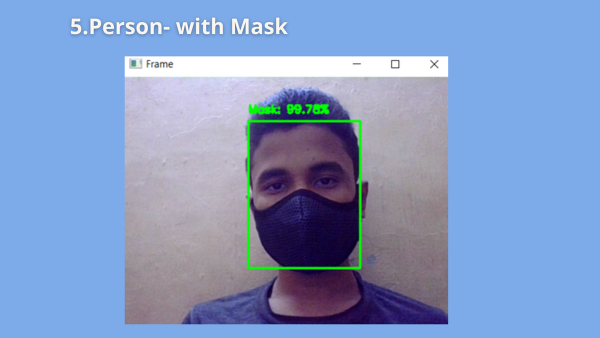 5.Person- with Mask
Frame
Mask: 99.78%